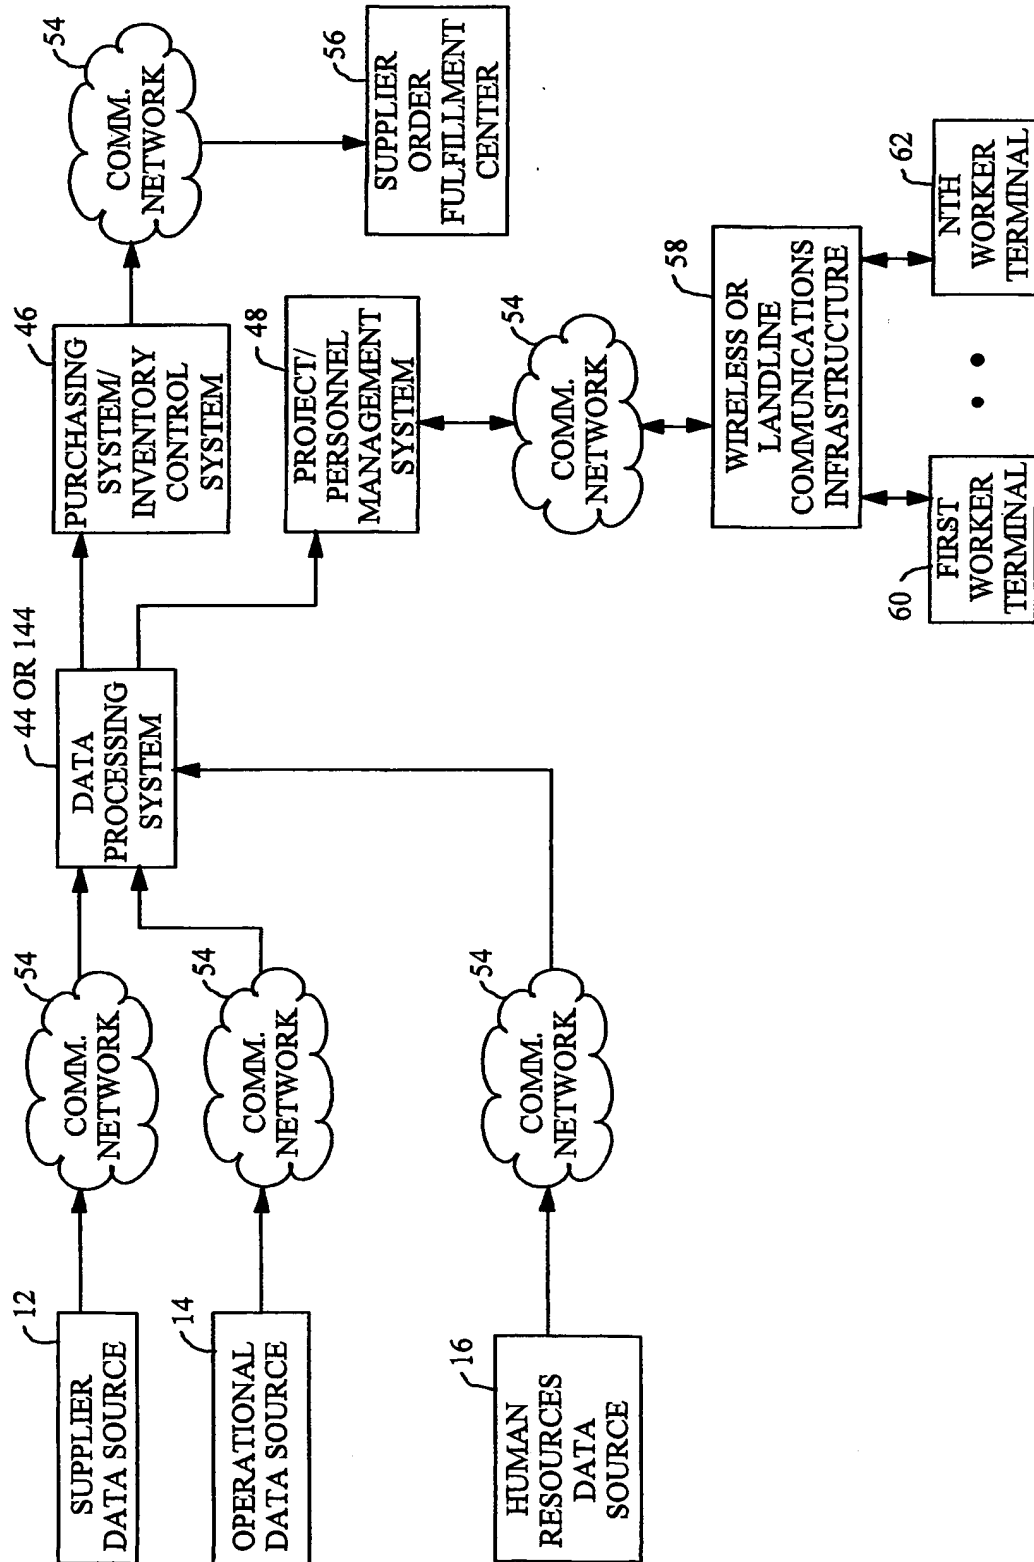 12
SUPPLIER
DATA SOURCE
54
COMM.
NETWORK
44 OR 144
DATA
PROCESSING
SYSTEM
46
PURCHASING
SYSTEM/
INVENTORY
CONTROL
SYSTEM
54
COMM.
NETWORK
14
OPERATIONAL
DATA SOURCE
54
COMM.
NETWORK
48
PROJECT/
PERSONNEL
MANAGEMENT
SYSTEM
56
SUPPLIER
ORDER
FULFILLMENT
CENTER
16
HUMAN
RESOURCES
DATA
SOURCE
54
COMM.
NETWORK
54
COMM.
NETWORK
58
WIRELESS OR
LANDLINE
COMMUNICATIONS
INFRASTRUCTURE
60
FIRST
WORKER
TERMINAL
62
NTH
WORKER
TERMINAL